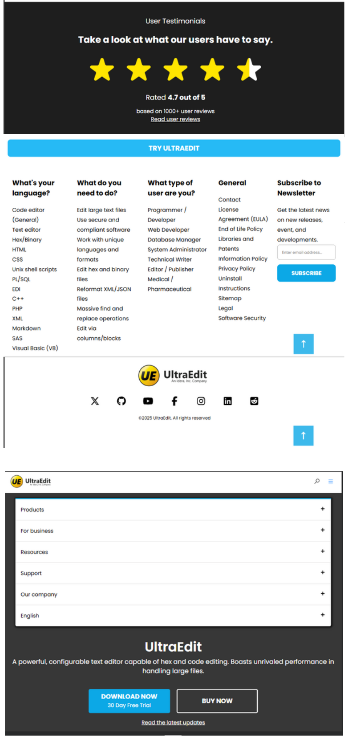 User Testimonials
Take a look at what our users have to say.
Rated 4.7 out of 5
based on 1000+ user reviews
Read user reviews
TRY ULTRAEDIT
What's your
language?
Code editor
(General)
Text editor
Hex/Binary
HTML
CSS
Unix shell scripts
PL/SQL
EDI
C++
PHP
XML
Markdown
SAS
Visual Basic (VB)
What do you
need to do?
Edit large text files
Use secure and
compliant software
Work with unique
languages and
formats
Edit hex and binary
files
Reformat XML/JSON
files
Massive find and
replace operations
Edit via
columns/blocks
What type of
user are you?
Programmer /
Developer
Web Developer
Database Manager
System Administrator
Technical Writer
Editor / Publisher
Medical /
Pharmaceutical
General
Contact
License
Agreement (EULA)
End of Life Policy
Libraries and
Patents
Information Policy
Privacy Policy
Uninstall
Instructions
Sitemap
Legal
Software Security
Subscribe to
Newsletter
Get the latest news
on new releases,
event, and
developments.
Enter email address...
SUBSCRIBE
UE UltraEdit
An Idera, Inc. Company
©2025 UltraEdit. All rights reserved
UE UltraEdit
Products
For business
Resources
Support
Our company
English
UltraEdit
A powerful, configurable text editor capable of hex and code editing. Boasts unrivaled performance in
handling large files.
DOWNLOAD NOW
30 Day Free Trial
BUY NOW
Read the latest updates